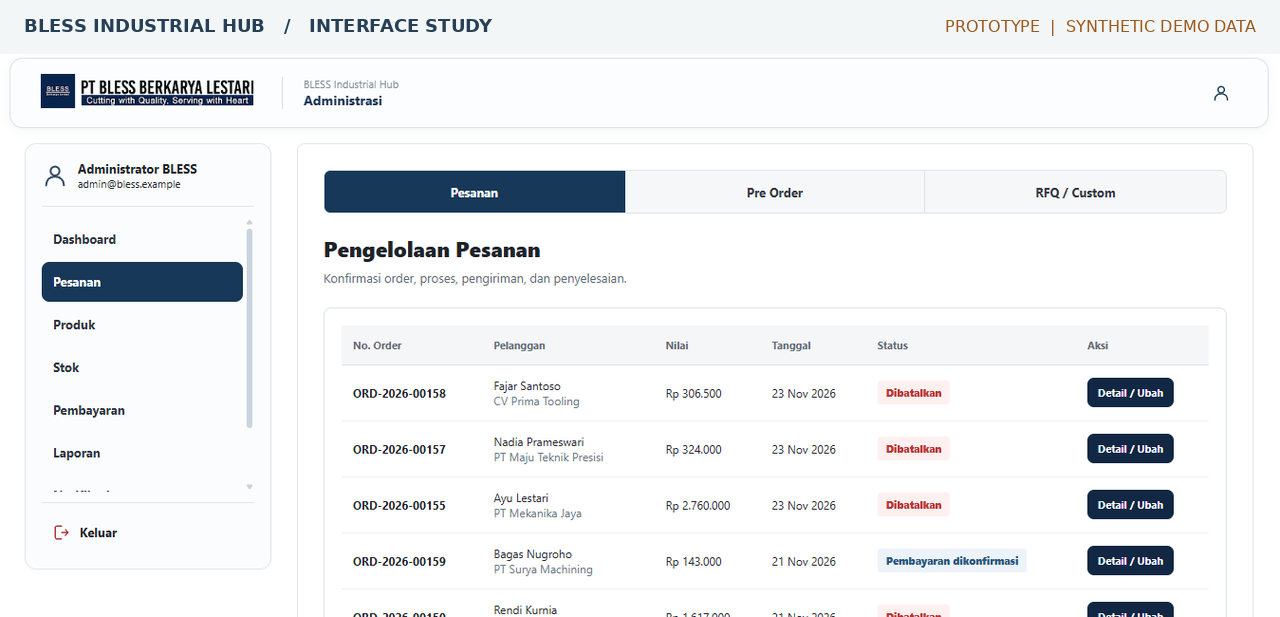 BLESS INDUSTRIAL HUB / INTERFACE STUDY
PROTOTYPE | SYNTHETIC DEMO DATA
BLESS
PT BLESS BERKARYA LESTARI
Cutting with Quality, Serving with Heart
BLESS Industrial Hub
Administrasi
Administrator BLESS
admin@bless.example
Dashboard
Pesanan
Produk
Stok
Pembayaran
Laporan
Keluar
Pesanan
Pre Order
RFQ / Custom
Pengelolaan Pesanan
Konfirmasi order, proses, pengiriman, dan penyelesaian.
No. Order Pelanggan Nilai Tanggal Status Aksi
ORD-2026-00158 Fajar Santoso Rp 306.500 23 Nov 2026 Dibatalkan Detail / Ubah
CV Prima Tooling
ORD-2026-00157 Nadia Prameswari Rp 324.000 23 Nov 2026 Dibatalkan Detail / Ubah
PT Maju Teknik Presisi
ORD-2026-00155 Ayu Lestari Rp 2.760.000 23 Nov 2026 Dibatalkan Detail / Ubah
PT Mekanika Jaya
ORD-2026-00159 Bagas Nugroho Rp 143.000 21 Nov 2026 Pembayaran dikonfirmasi Detail / Ubah
PT Surya Machining
Rendi Kurnia 21 Nov 2026 Dibatalkan Detail / Ubah